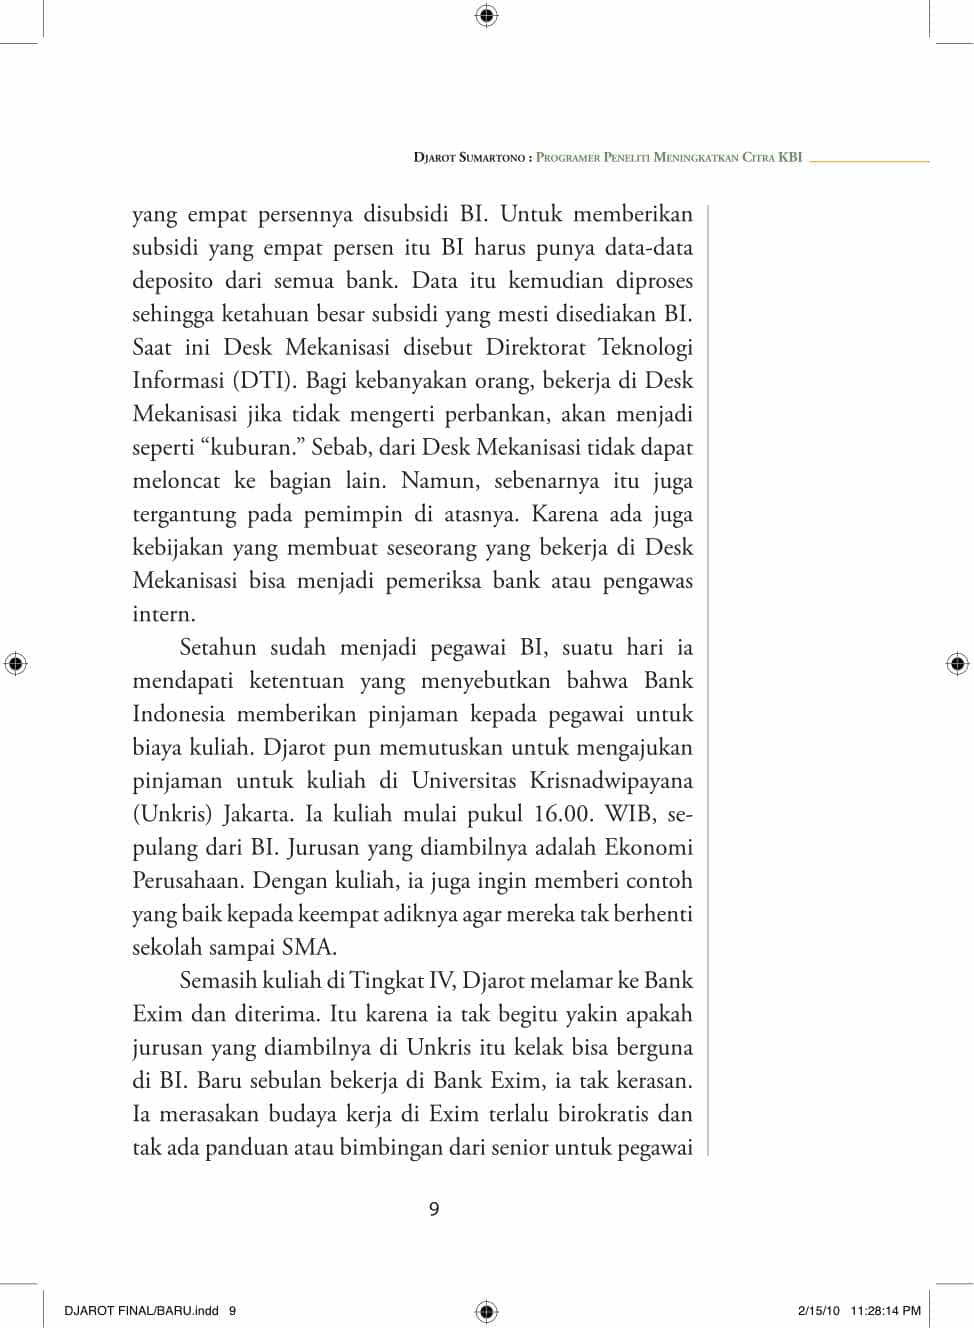 Djarot Sumartono : Programer Peneliti Meningkatkan Citra KBI
yang empat persennya disubsidi BI. Untuk memberikan
subsidi yang empat persen itu BI harus punya data-data
deposito dari semua bank. Data itu kemudian diproses
sehingga ketahuan besar subsidi yang mesti disediakan BI.
Saat ini Desk Mekanisasi disebut Direktorat Teknologi
Informasi (DTI). Bagi kebanyakan orang, bekerja di Desk
Mekanisasi jika tidak mengerti perbankan, akan menjadi
seperti “kuburan.” Sebab, dari Desk Mekanisasi tidak dapat
meloncat ke bagian lain. Namun, sebenarnya itu juga
tergantung pada pemimpin di atasnya. Karena ada juga
kebijakan yang membuat seseorang yang bekerja di Desk
Mekanisasi bisa menjadi pemeriksa bank atau pengawas
intern.
Setahun sudah menjadi pegawai BI, suatu hari ia
mendapati ketentuan yang menyebutkan bahwa Bank
Indonesia memberikan pinjaman kepada pegawai untuk
biaya kuliah. Djarot pun memutuskan untuk mengajukan
pinjaman untuk kuliah di Universitas Krisnadwipayana
(Unkris) Jakarta. Ia kuliah mulai pukul 16.00. WIB, se-
pulang dari BI. Jurusan yang diambilnya adalah Ekonomi
Perusahaan. Dengan kuliah, ia juga ingin memberi contoh
yang baik kepada keempat adiknya agar mereka tak berhenti
sekolah sampai SMA.
Semasih kuliah di Tingkat IV, Djarot melamar ke Bank
Exim dan diterima. Itu karena ia tak begitu yakin apakah
jurusan yang diambilnya di Unkris itu kelak bisa berguna
di BI. Baru sebulan bekerja di Bank Exim, ia tak kerasan.
Ia merasakan budaya kerja di Exim terlalu birokratis dan
tak ada panduan atau bimbingan dari senior untuk pegawai
9
DJAROT FINAL/BARU.indd 9
2/15/10 11:28:14 PM